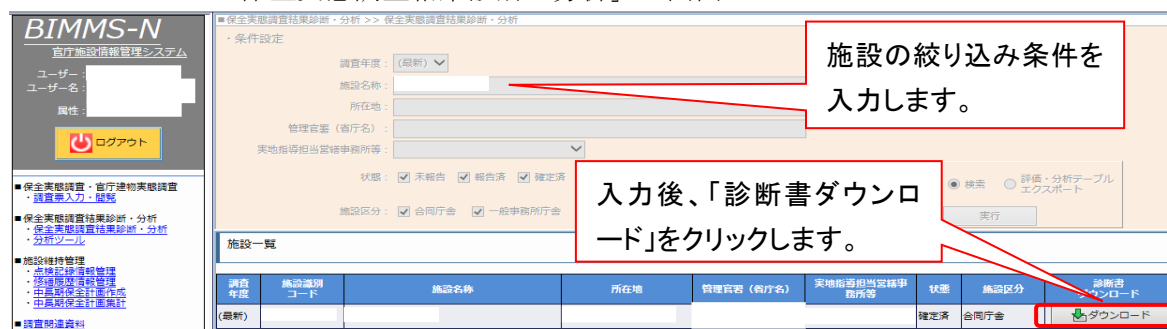 BIMMS-N
官庁施設情報管理システム
ユーザー：
ユーザー名：
属性：
ログアウト
■保全実態調査・官庁建物実態調査
・調査票入力・閲覧
■保全実態調査結果診断・分析
・保全実態調査結果診断・分析
・分析ツール
■施設維持管理
・点検記録情報管理
・修繕履歴情報管理
・中長期保全計画作成
・中長期保全計画集計
■調査関連資料
■保全実態調査結果診断・分析 >> 保全実態調査結果診断・分析
・条件設定
調査年度： (最新)
施設名称：
所在地：
管理官署（省庁名）：
実地指導担当営繕事務所等：
状態： 未報告 報告済 確定済
施設区分： 合同庁舎 一般事務所庁舎
検索 評価・分析テーブル
エクスポート
実行
施設の絞り込み条件を
入力します。
入力後、「診断書ダウンロ
ード」をクリックします。
施設一覧
調査年度 施設識別コード 施設名称 所在地 管理官署（省庁名） 実地指導担当営繕事務所等 状態 施設区分 診断書ダウンロード
(最新) 確定済 合同庁舎 ダウンロード